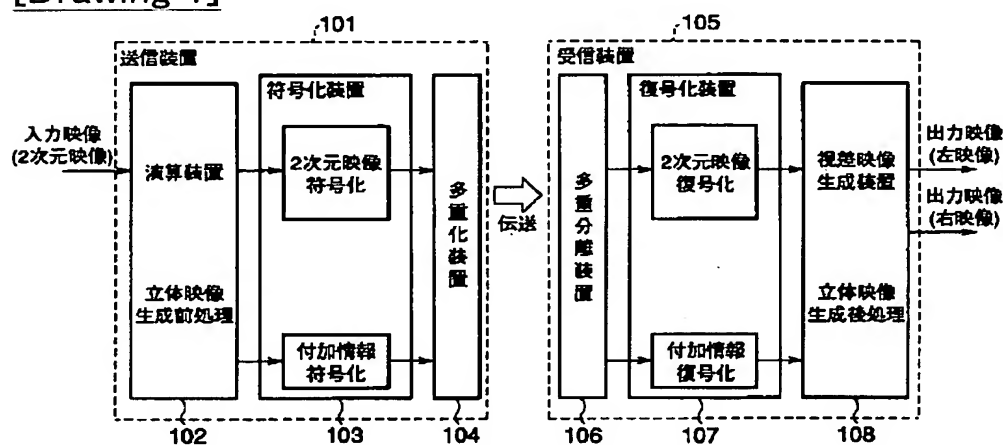 [Drawing 1]
101
105
送信装置
受信装置
入力映像
(2次元映像)
演算装置
立体映像
生成前処理
符号化装置
2次元映像
符号化
付加情報
符号化
多重化装置
伝送
多重分離装置
復号化装置
2次元映像
復号化
付加情報
復号化
視差映像
生成装置
立体映像
生成後処理
出力映像
(左映像)
出力映像
(右映像)
102
103
104
106
107
108